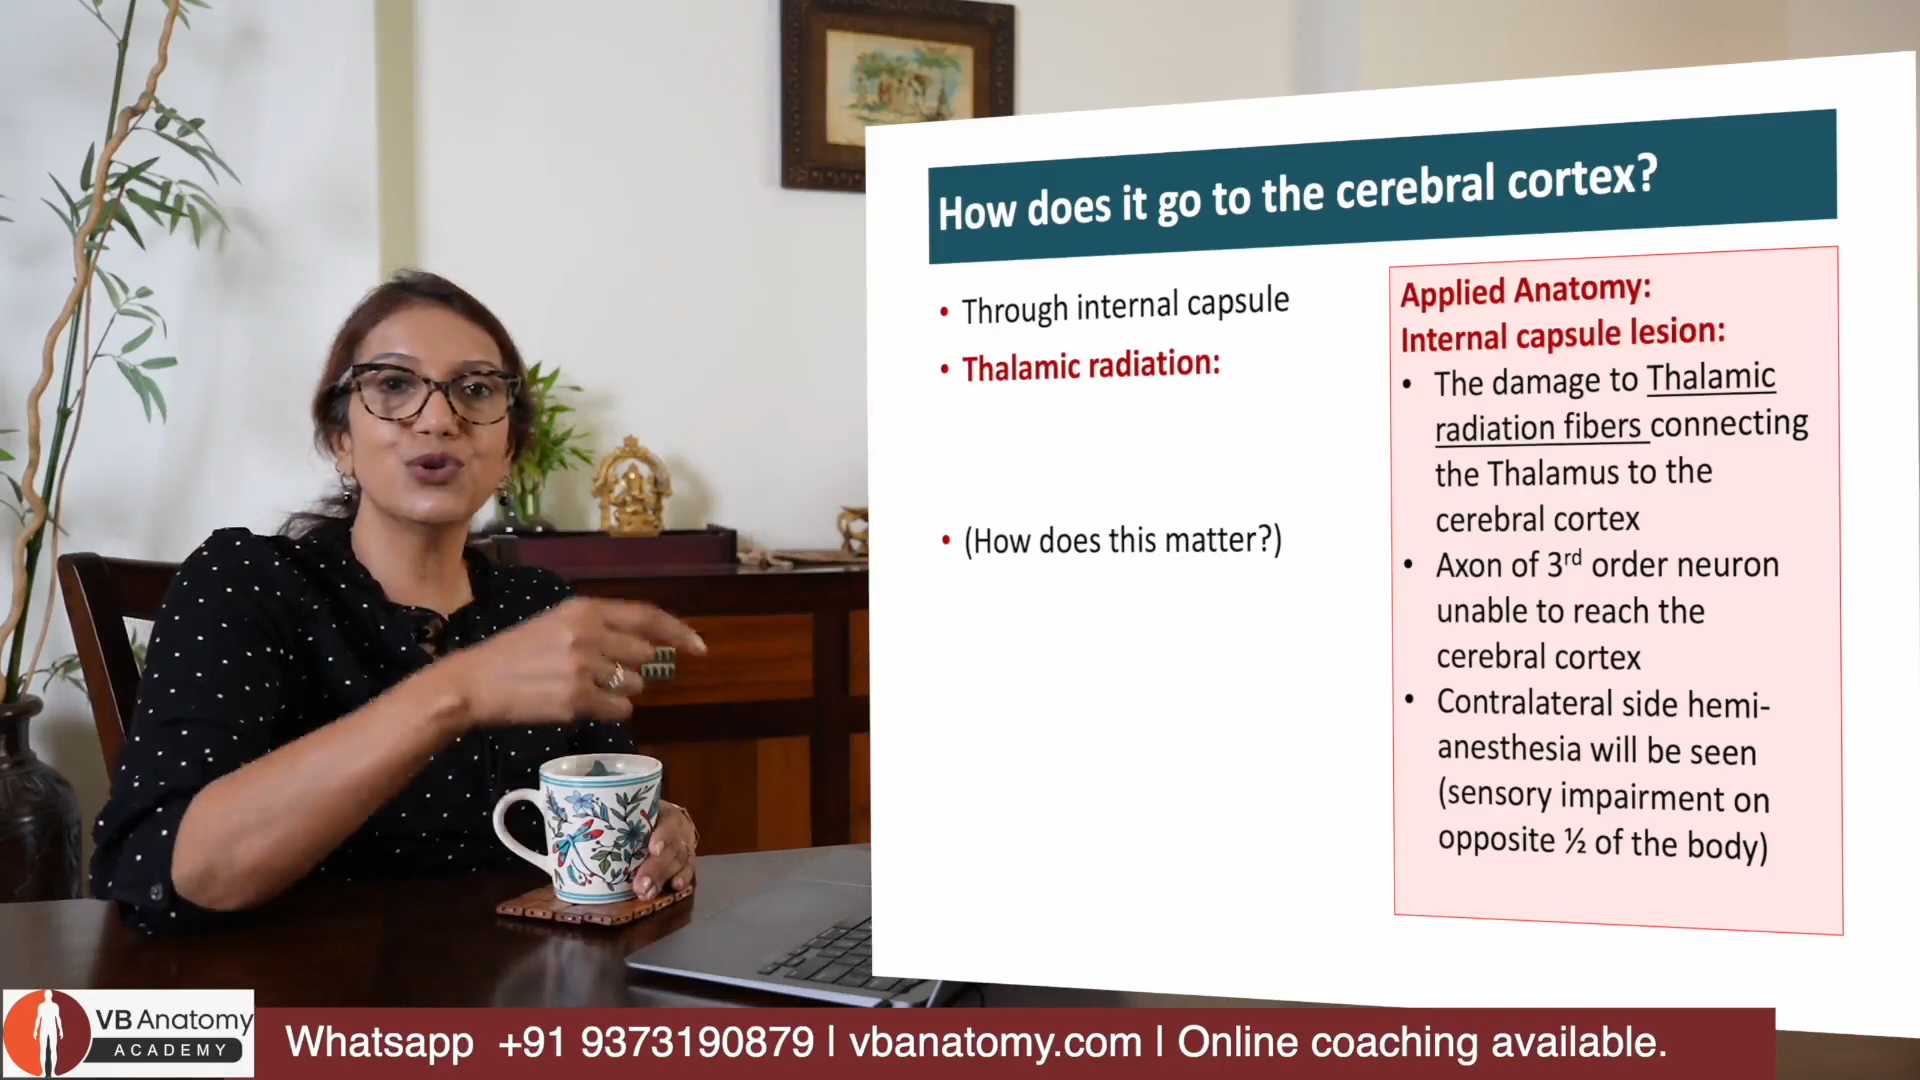 How does it go to the cerebral cortex?
• Through internal capsule
• Thalamic radiation:
• (How does this matter?)
Applied Anatomy:
Internal capsule lesion:
• The damage to Thalamic
radiation fibers connecting
the Thalamus to the
cerebral cortex
• Axon of 3rd order neuron
unable to reach the
cerebral cortex
• Contralateral side hemi-
anesthesia will be seen
(sensory impairment on
opposite ½ of the body)
VB Anatomy
ACADEMY
Whatsapp +91 9373190879 | vbanatomy.com | Online coaching available.